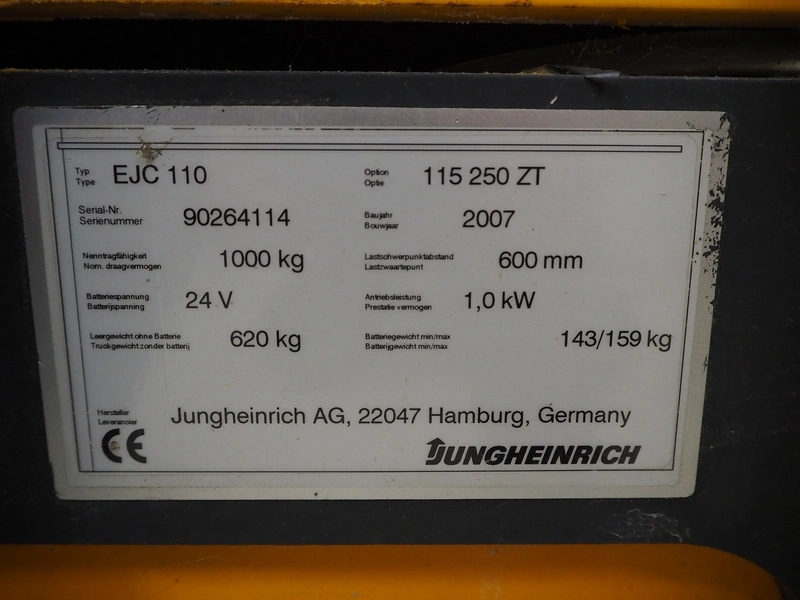 Typ Type EJC 110 Option Optie 115 250 ZT
Serial-Nr. Serienummer 90264114 Baujahr Bouwjaar 2007
Nenntragfähigkeit Nom. draagvermogen 1000 kg Lastschwerpunktabstand Lastzwaartepunt 600 mm
Batteriespannung Batterijspanning 24 V Antriebsleistung Prestatie vermogen 1,0 kW
Leergewicht ohne Batterie Truckgewicht zonder batterij 620 kg Batteriegewicht min/max Batterijgewicht min/max 143/159 kg
Hersteller Leverancier Jungheinrich AG, 22047 Hamburg, Germany
CE JUNGHEINRICH